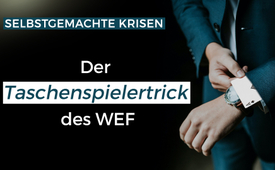 SELBSTGEMACHTE KRISEN
Der
Taschenspielertrick
des WEF